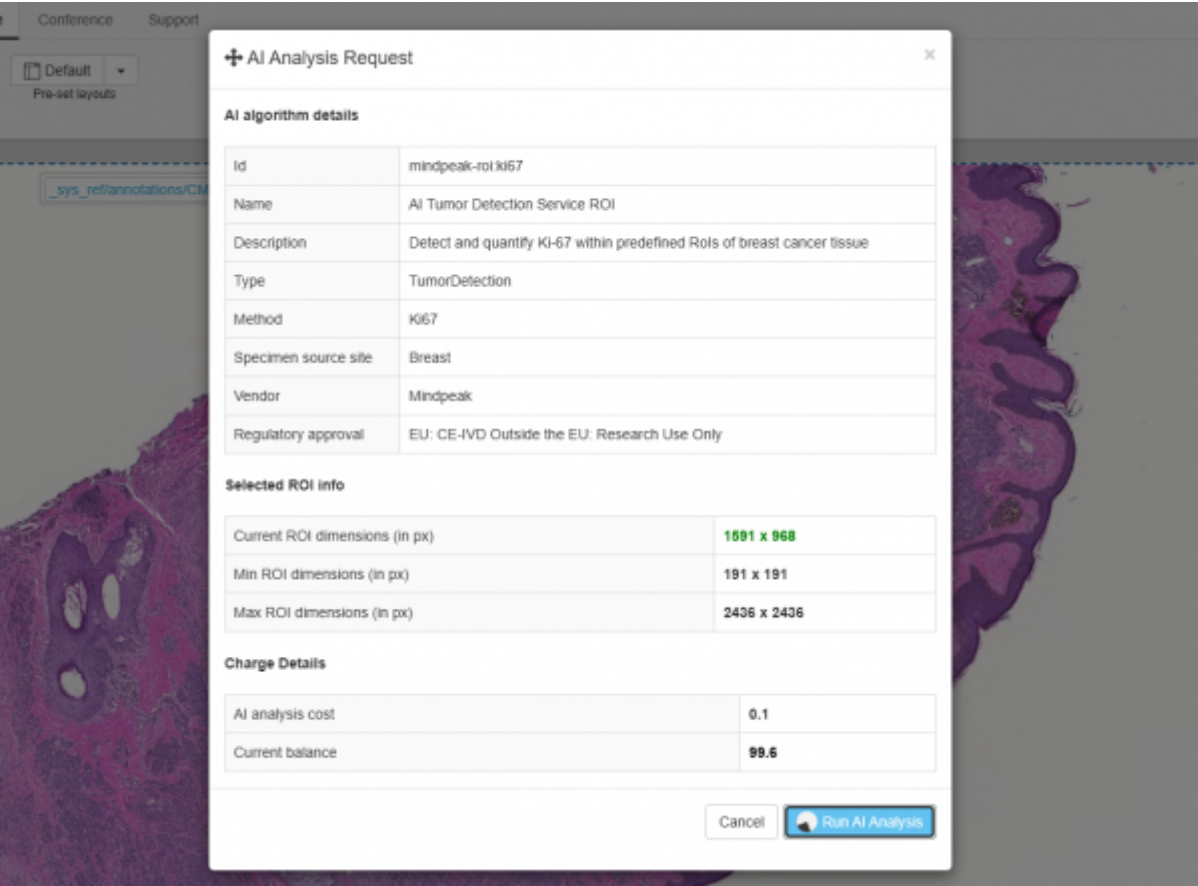 Conference Support
Default
Pre-set layouts
_sys_ref/annotations/CM
AI Analysis Request
×
AI algorithm details
Id mindpeak-roi:ki67
Name AI Tumor Detection Service ROI
Description Detect and quantify Ki-67 within predefined RoIs of breast cancer tissue
Type TumorDetection
Method Ki67
Specimen source site Breast
Vendor Mindpeak
Regulatory approval EU: CE-IVD Outside the EU: Research Use Only
Selected ROI info
Current ROI dimensions (in px) 1591 x 968
Min ROI dimensions (in px) 191 x 191
Max ROI dimensions (in px) 2436 x 2436
Charge Details
AI analysis cost 0.1
Current balance 99.6
Cancel Run AI Analysis